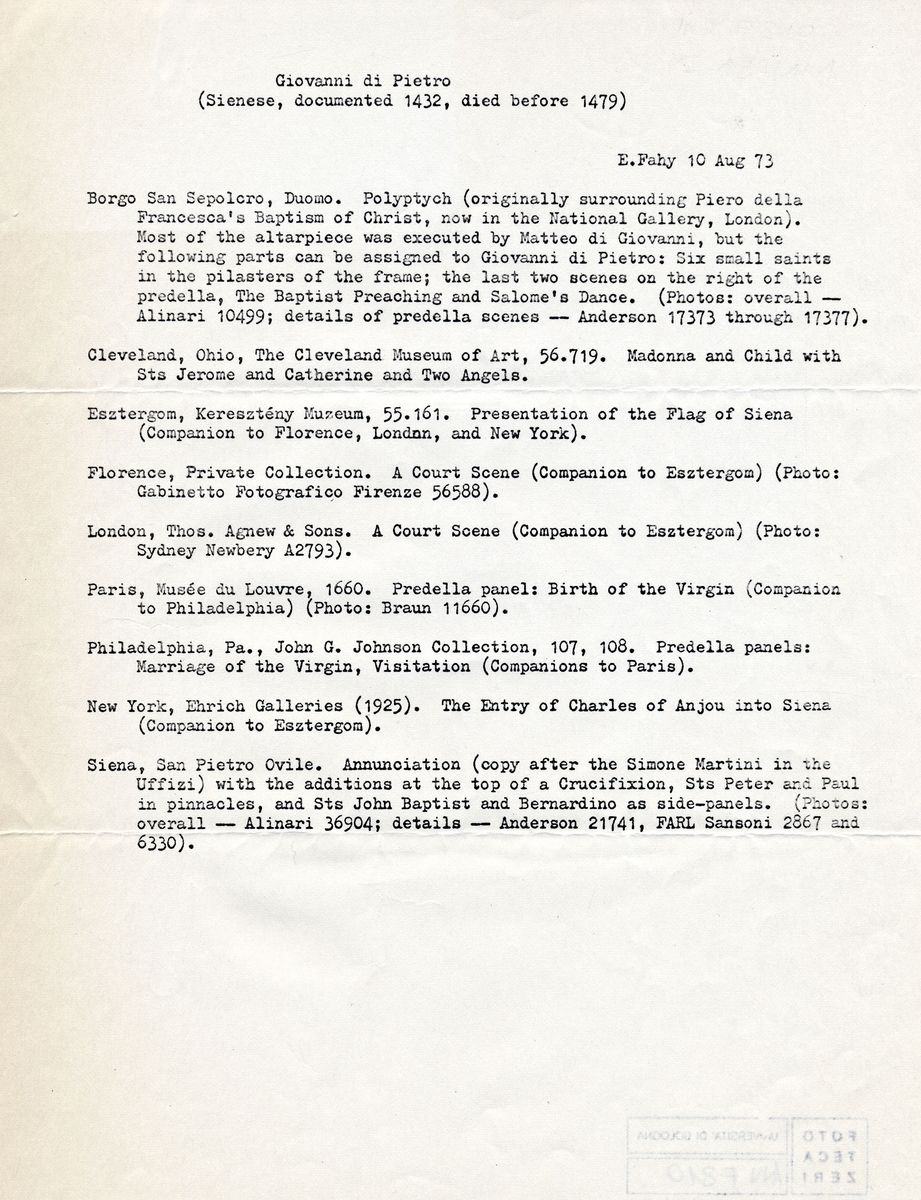 Giovanni di Pietro
(Sienese, documented 1432, died before 1479)
E.Fahy 10 Aug 73
Borgo San Sepolcro, Duomo.  Polyptych (originally surrounding Piero della
Francesca's Baptism of Christ, now in the National Gallery, London).
Most of the altarpiece was executed by Matteo di Giovanni, but the
following parts can be assigned to Giovanni di Pietro: Six small saints
in the pilasters of the frame; the last two scenes on the right of the
predella, The Baptist Preaching and Salome's Dance.  (Photos: overall —
Alinari 10499; details of predella scenes — Anderson 17373 through 17377).
Cleveland, Ohio, The Cleveland Museum of Art, 56.719.  Madonna and Child with
Sts Jerome and Catherine and Two Angels.
Esztergom, Keresztény Muzeum, 55.161.  Presentation of the Flag of Siena
(Companion to Florence, Londnn, and New York).
Florence, Private Collection.  A Court Scene (Companion to Esztergom) (Photo:
Gabinetto Fotografico Firenze 56588).
London, Thos. Agnew & Sons.  A Court Scene (Companion to Esztergom) (Photo:
Sydney Newbery A2793).
Paris, Musée du Louvre, 1660.  Predella panel: Birth of the Virgin (Companion
to Philadelphia) (Photo: Braun 11660).
Philadelphia, Pa., John G. Johnson Collection, 107, 108.  Predella panels:
Marriage of the Virgin, Visitation (Companions to Paris).
New York, Ehrich Galleries (1925).  The Entry of Charles of Anjou into Siena
(Companion to Esztergom).
Siena, San Pietro Ovile.  Annunciation (copy after the Simone Martini in the
Uffizi) with the additions at the top of a Crucifixion, Sts Peter and Paul
in pinnacles, and Sts John Baptist and Bernardino as side-panels.  (Photos:
overall — Alinari 36904; details — Anderson 21741, FARL Sansoni 2867 and
6330).
UNIVERSITA' DI BOLOGNA
FOTO
TECA
ZERI